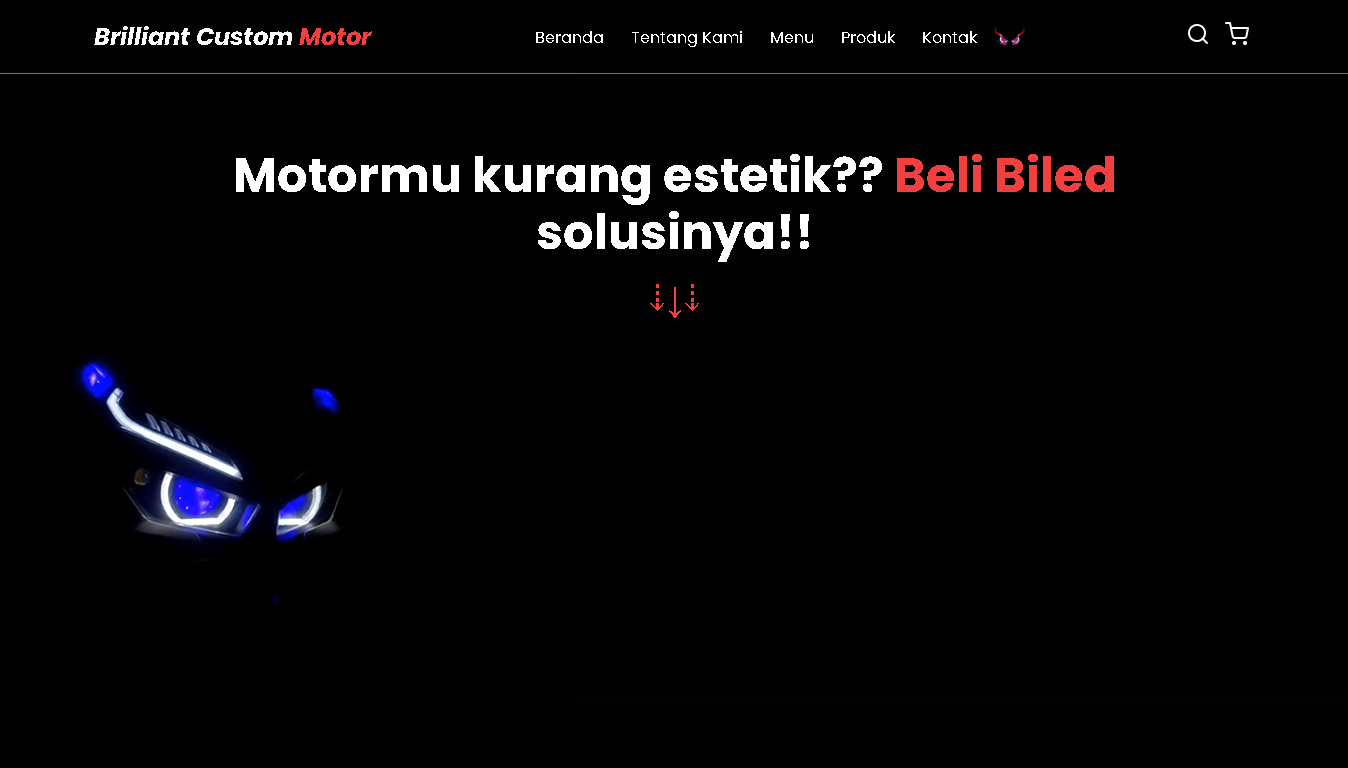 Brilliant Custom Motor
Beranda Tentang Kami Menu Produk Kontak
Motormu kurang estetik?? Beli Biled
solusinya!!
⇣↓⇣